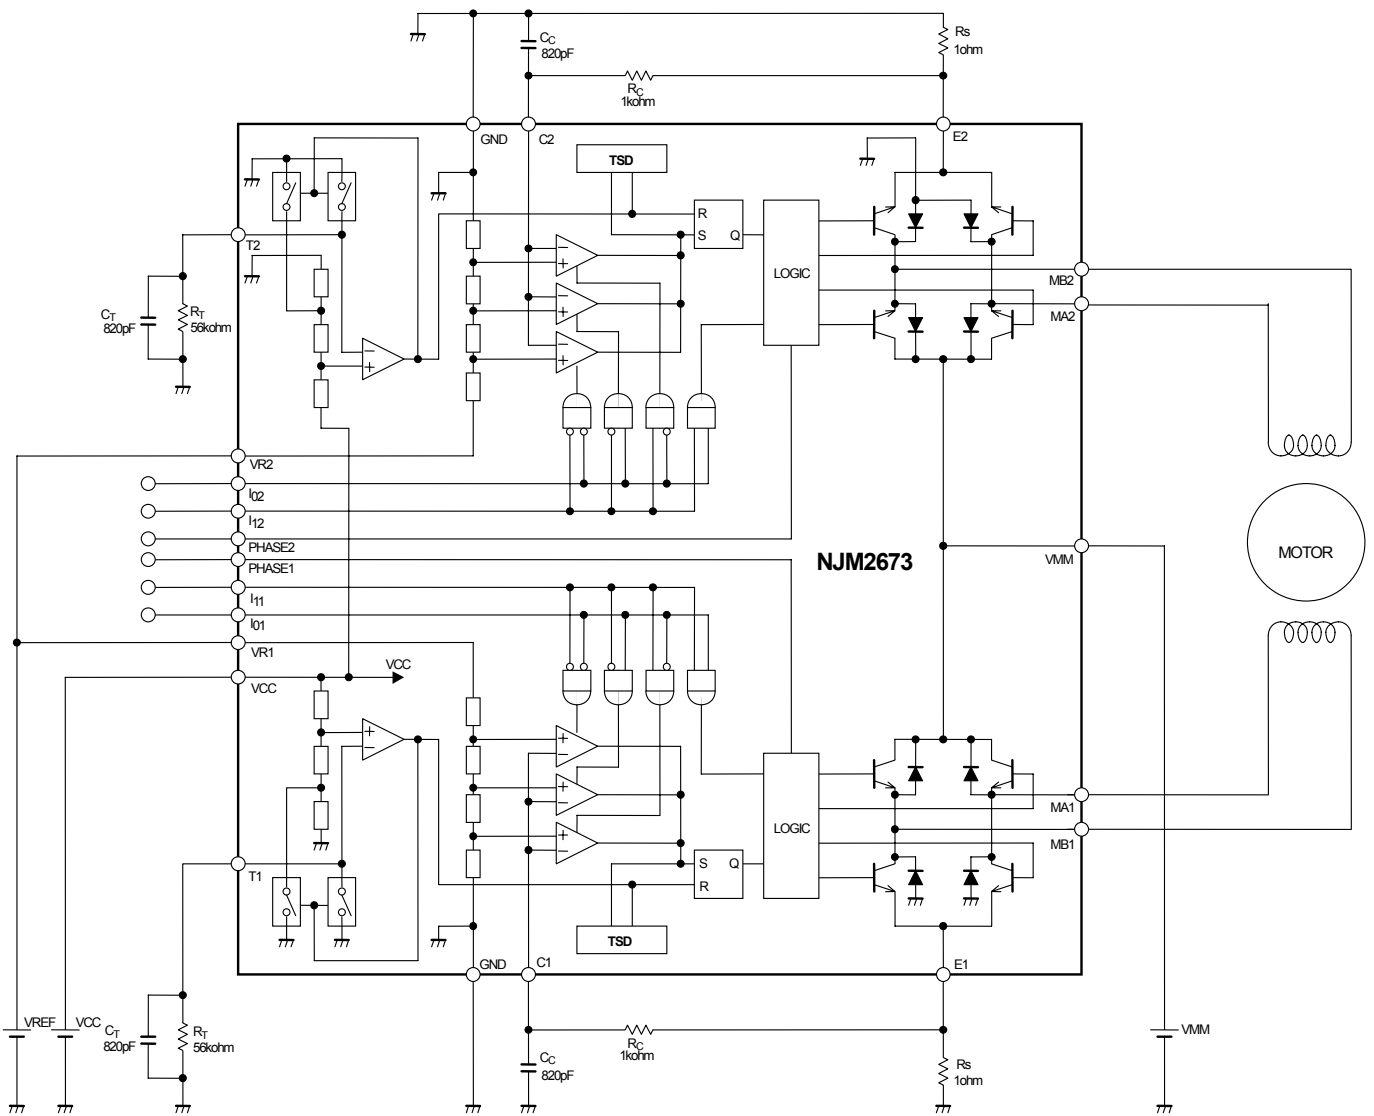 Rs
1ohm
CC
820pF
RC
1kohm
GND
C2
E2
TSD
R
S
Q
T2
−
+
−
+
−
+
LOGIC
MB2
MA2
CT
820pF
RT
56kohm
−
+
VR2
I02
I12
PHASE2
PHASE1
I11
I01
VR1
VCC
VCC
NJM2673
VMM
MOTOR
+
−
+
−
+
−
+
−
LOGIC
MA1
MB1
T1
S
R
Q
TSD
GND
C1
E1
VREF
VCC
CT
820pF
RT
56kohm
RC
1kohm
CC
820pF
Rs
1ohm
VMM